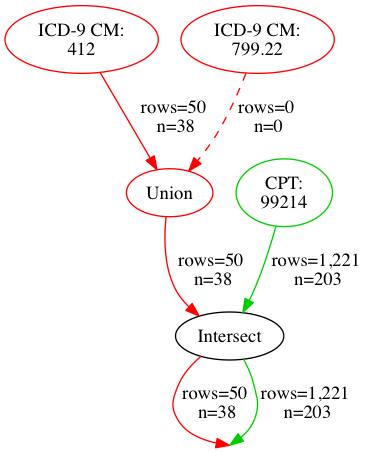 ICD-9 CM:
412
ICD-9 CM:
799.22
rows=50
n=38
rows=0
n=0
Union
CPT:
99214
rows=50
n=38
rows=1,221
n=203
Intersect
rows=50
n=38
rows=1,221
n=203